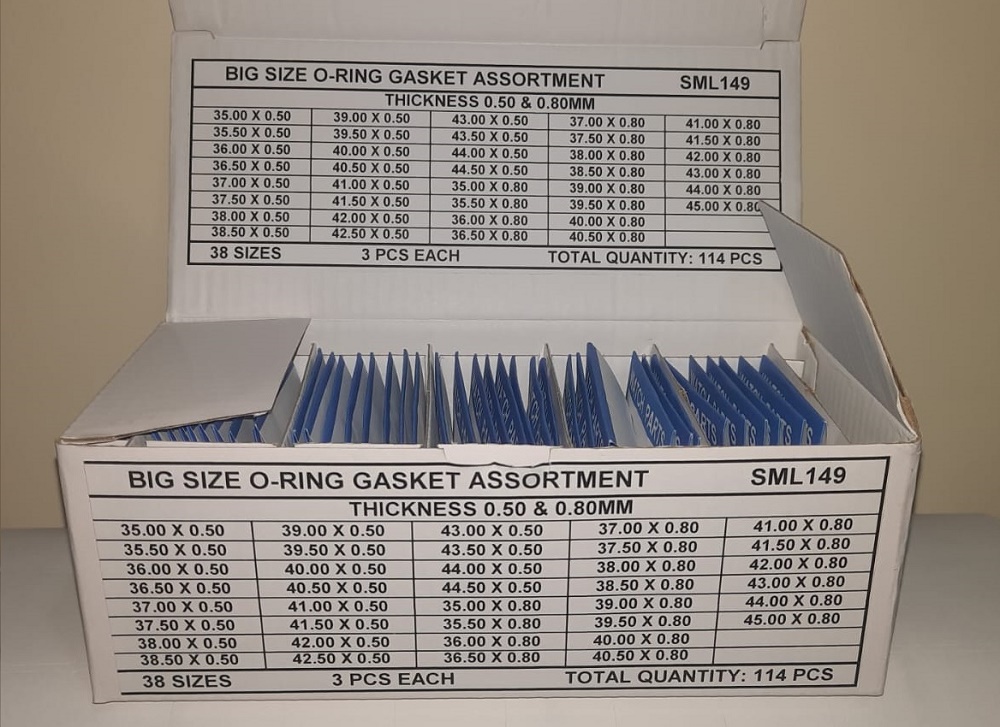 BIG SIZE O-RING GASKET ASSORTMENT SML149
THICKNESS 0.50 & 0.80MM
35.00 X 0.50 39.00 X 0.50 43.00 X 0.50 37.00 X 0.80 41.00 X 0.80
35.50 X 0.50 39.50 X 0.50 43.50 X 0.50 37.50 X 0.80 41.50 X 0.80
36.00 X 0.50 40.00 X 0.50 44.00 X 0.50 38.00 X 0.80 42.00 X 0.80
36.50 X 0.50 40.50 X 0.50 44.50 X 0.50 38.50 X 0.80 43.00 X 0.80
37.00 X 0.50 41.00 X 0.50 35.00 X 0.80 39.00 X 0.80 44.00 X 0.80
37.50 X 0.50 41.50 X 0.50 35.50 X 0.80 39.50 X 0.80 45.00 X 0.80
38.00 X 0.50 42.00 X 0.50 36.00 X 0.80 40.00 X 0.80
38.50 X 0.50 42.50 X 0.50 36.50 X 0.80 40.50 X 0.80
38 SIZES 3 PCS EACH TOTAL QUANTITY: 114 PCS
BIG SIZE O-RING GASKET ASSORTMENT SML149
THICKNESS 0.50 & 0.80MM
35.00 X 0.50 39.00 X 0.50 43.00 X 0.50 37.00 X 0.80 41.00 X 0.80
35.50 X 0.50 39.50 X 0.50 43.50 X 0.50 37.50 X 0.80 41.50 X 0.80
36.00 X 0.50 40.00 X 0.50 44.00 X 0.50 38.00 X 0.80 42.00 X 0.80
36.50 X 0.50 40.50 X 0.50 44.50 X 0.50 38.50 X 0.80 43.00 X 0.80
37.00 X 0.50 41.00 X 0.50 35.00 X 0.80 39.00 X 0.80 44.00 X 0.80
37.50 X 0.50 41.50 X 0.50 35.50 X 0.80 39.50 X 0.80 45.00 X 0.80
38.00 X 0.50 42.00 X 0.50 36.00 X 0.80 40.00 X 0.80
38.50 X 0.50 42.50 X 0.50 36.50 X 0.80 40.50 X 0.80
38 SIZES 3 PCS EACH TOTAL QUANTITY: 114 PCS